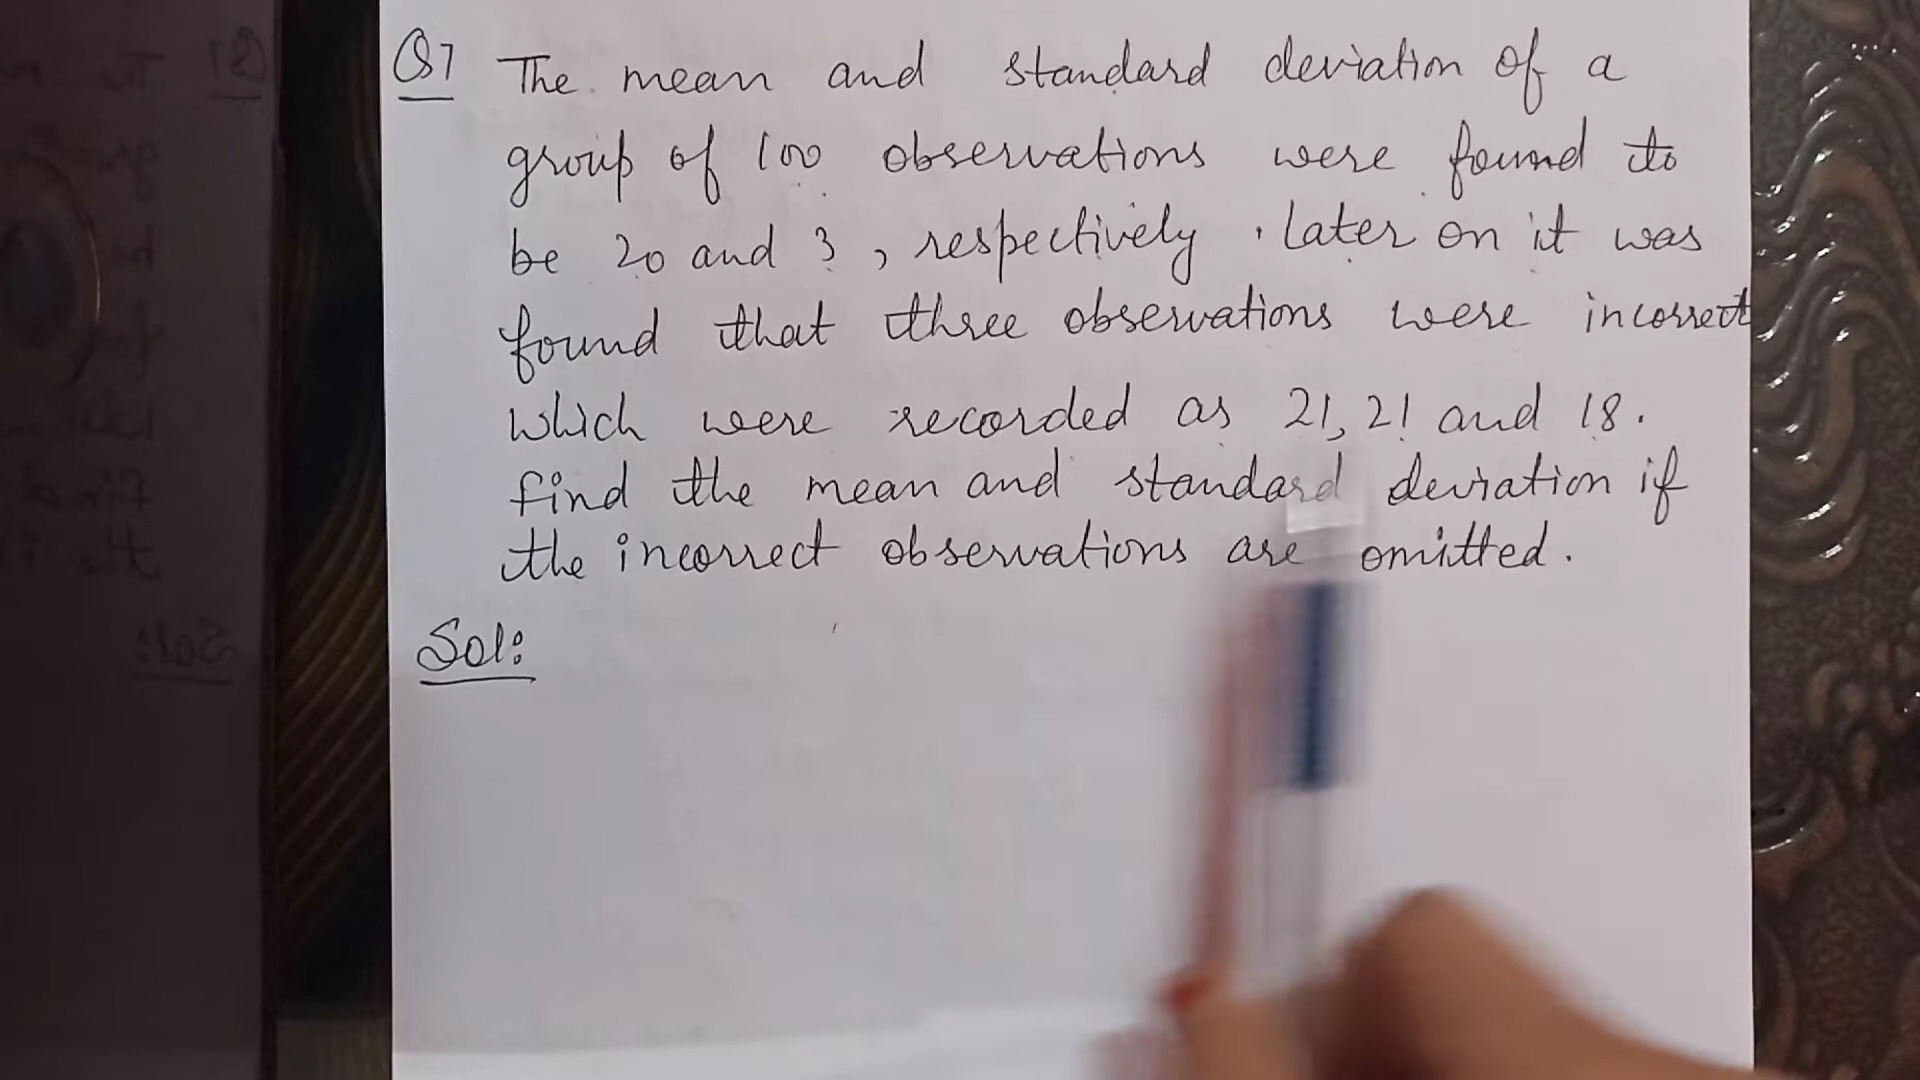 Q7 The mean and standard deviation of a
group of 100 observations were found to
be 20 and 3, respectively. Later on it was
found that three observations were incorrect
which were recorded as 21, 21 and 18.
find the mean and standard deviation if
the incorrect observations are omitted.
Sol: